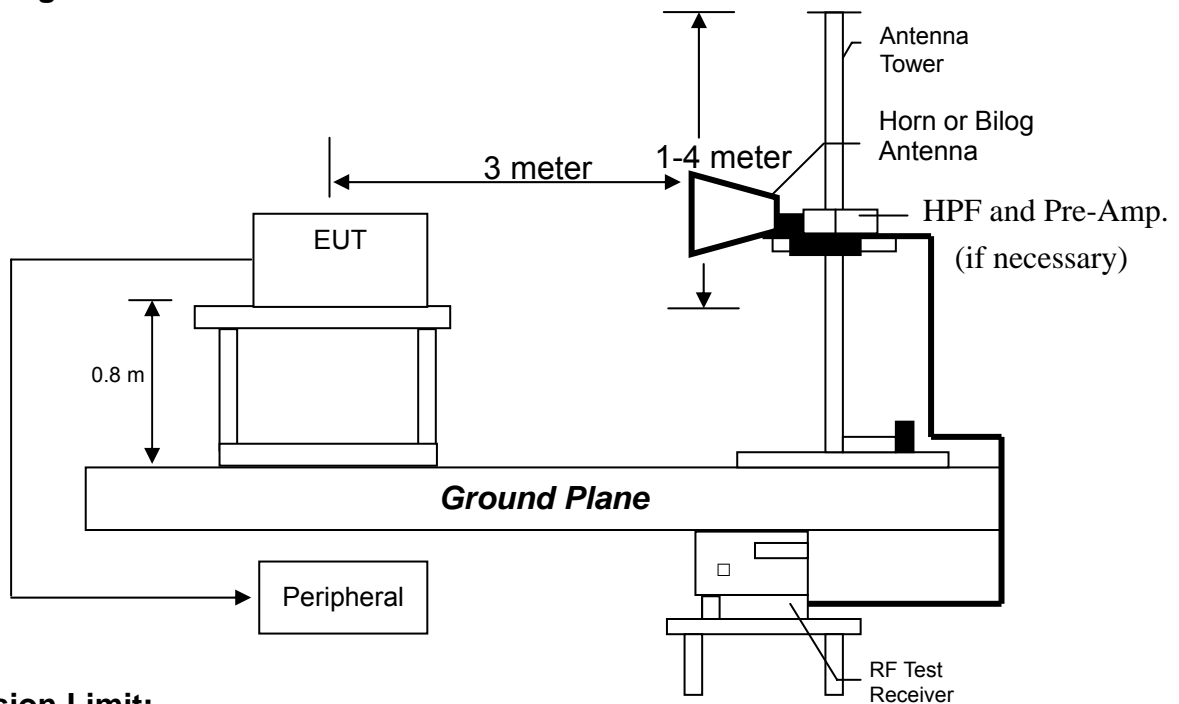 Antenna
Tower
Horn or Bilog
Antenna
1-4 meter
3 meter
HPF and Pre-Amp.
(if necessary)
EUT
0.8 m
Ground Plane
Peripheral
RF Test
Receiver
Limit: